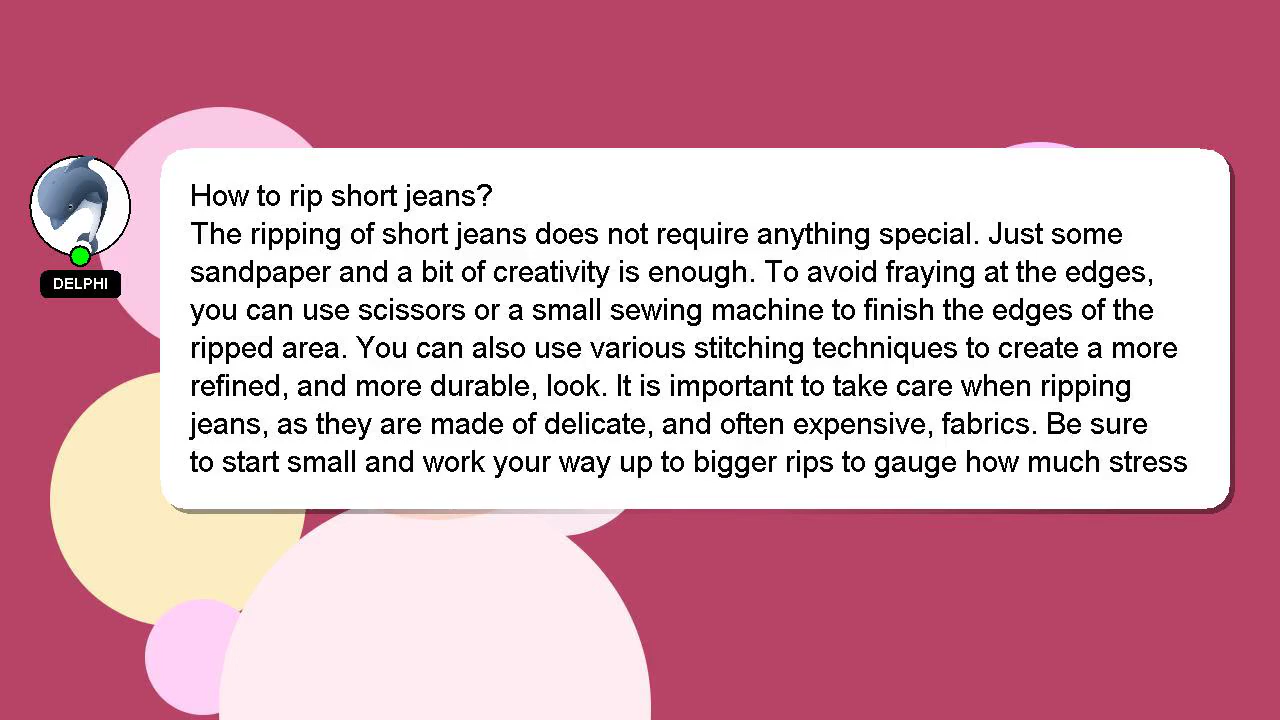 DELPHI
How to rip short jeans?
The ripping of short jeans does not require anything special. Just some
sandpaper and a bit of creativity is enough. To avoid fraying at the edges,
you can use scissors or a small sewing machine to finish the edges of the
ripped area. You can also use various stitching techniques to create a more
refined, and more durable, look. It is important to take care when ripping
jeans, as they are made of delicate, and often expensive, fabrics. Be sure
to start small and work your way up to bigger rips to gauge how much stress